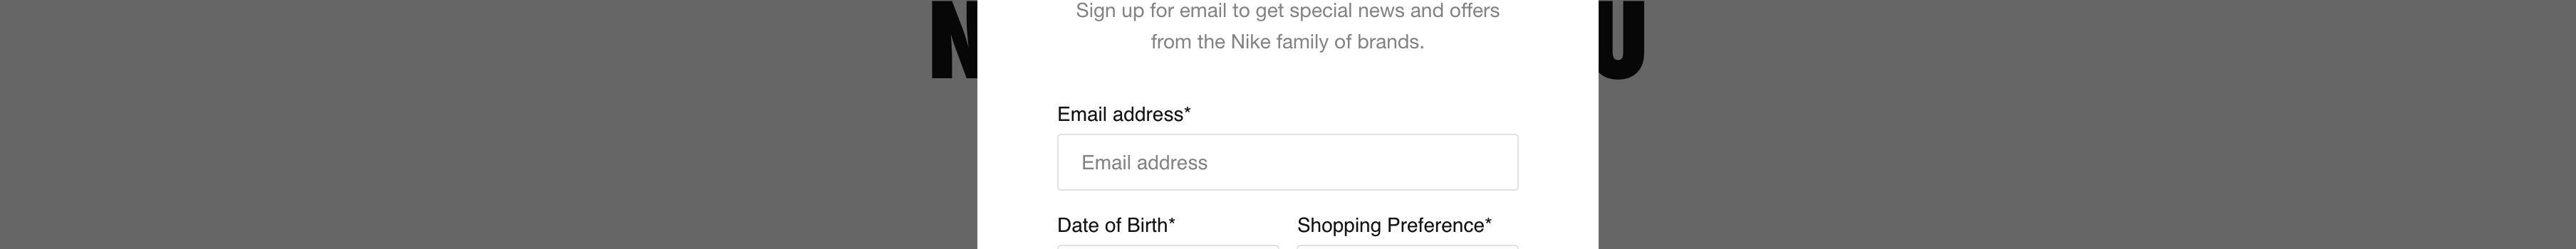 Sign up for email to get special news and offers
from the Nike family of brands.
N U
Email address*
Email address
Date of Birth* Shopping Preference*